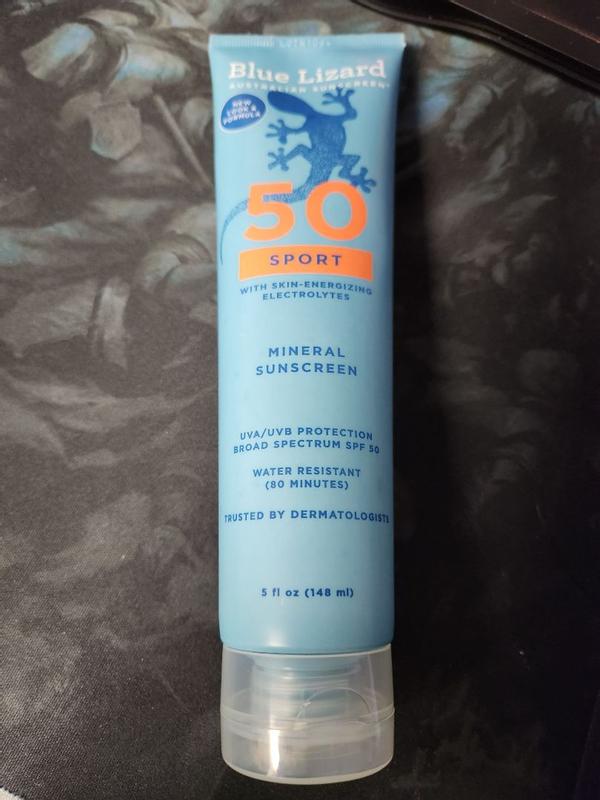 Blue Lizard
AUSTRALIAN SUNSCREEN
NEW
LOOK &
FORMULA
50
SPORT
WITH SKIN-ENERGIZING
ELECTROLYTES
MINERAL
SUNSCREEN
UVA/UVB PROTECTION
BROAD SPECTRUM SPF 50
WATER RESISTANT
(80 MINUTES)
TRUSTED BY DERMATOLOGISTS
5 fl oz (148 ml)